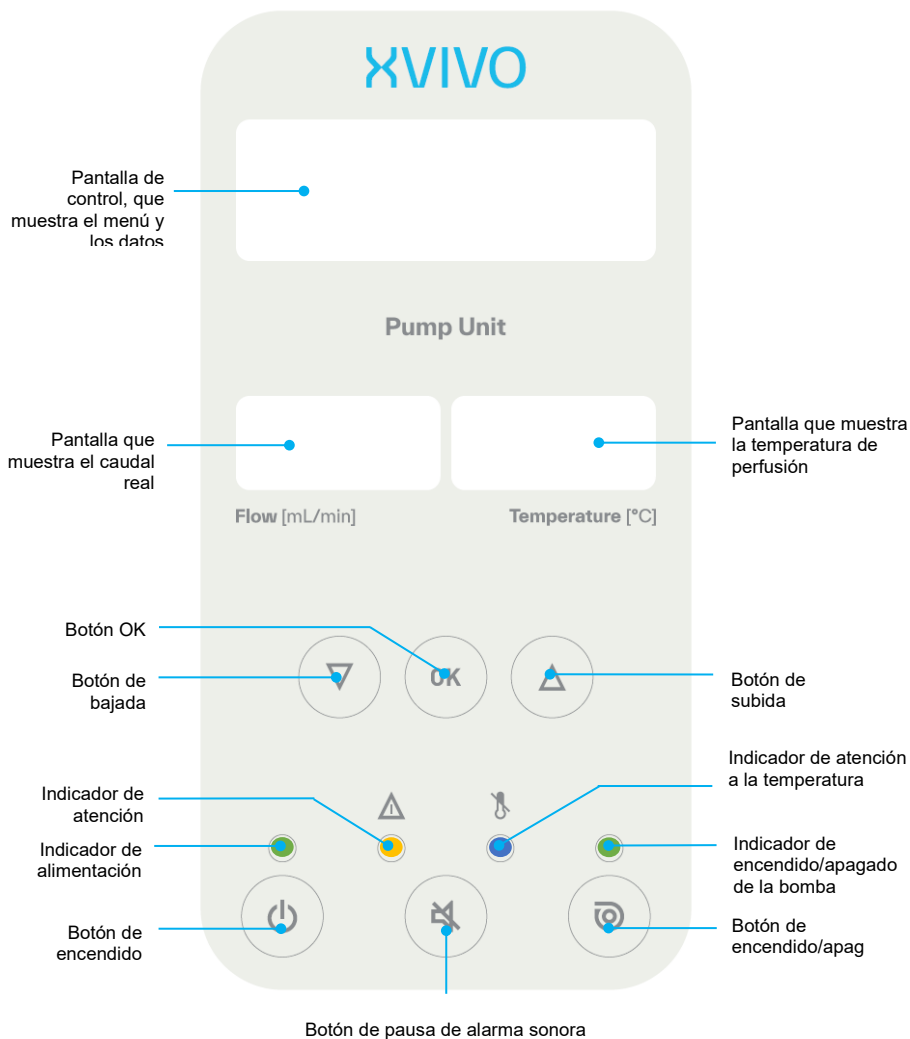 XVIVO
Pantalla de
control, que
muestra el menú y
los datos
Pump Unit
Pantalla que
muestra el caudal
real
Pantalla que muestra
la temperatura de
perfusión
Flow [mL/min]
Temperature [°C]
Botón OK
OK
Botón de
bajada
Botón de
subida
Indicador de atención
a la temperatura
Indicador de
atención
Indicador de
alimentación
Indicador de
encendido/apagado
de la bomba
Botón de
encendido
Botón de
encendido/apag
Botón de pausa de alarma sonora